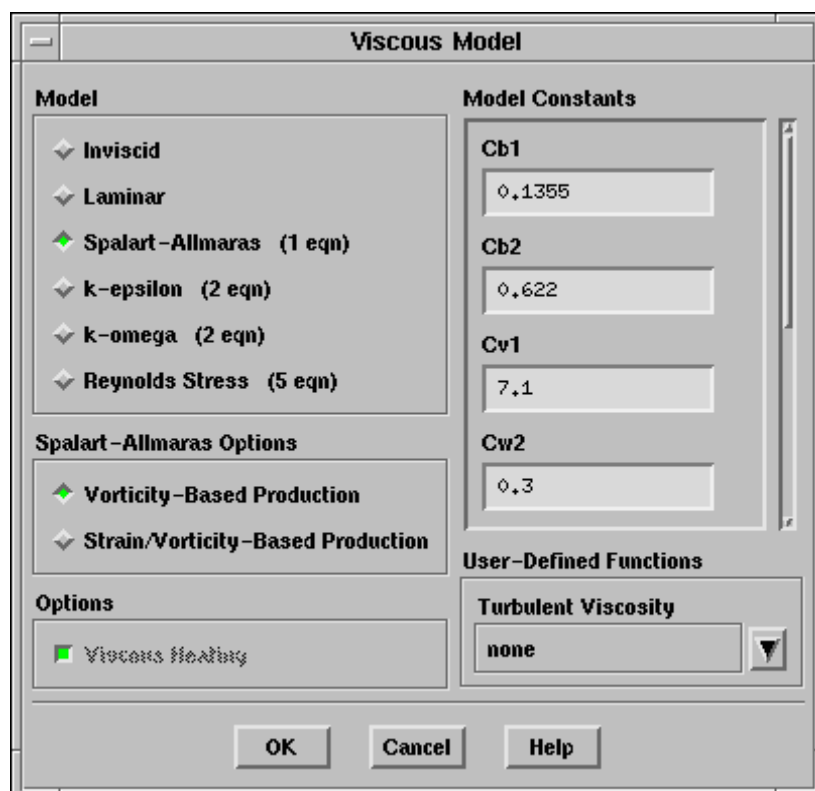 Viscous Model
Model
Inviscid
Laminar
Spalart-Allmaras (1 eqn)
k-epsilon (2 eqn)
k-omega (2 eqn)
Reynolds Stress (5 eqn)
Spalart-Allmaras Options
Vorticity-Based Production
Strain/Vorticity-Based Production
Options
Viscous Heating
Model Constants
Cb1
0.1355
Cb2
0.622
Cv1
7.1
Cw2
0.3
User-Defined Functions
Turbulent Viscosity
none
OK Cancel Help